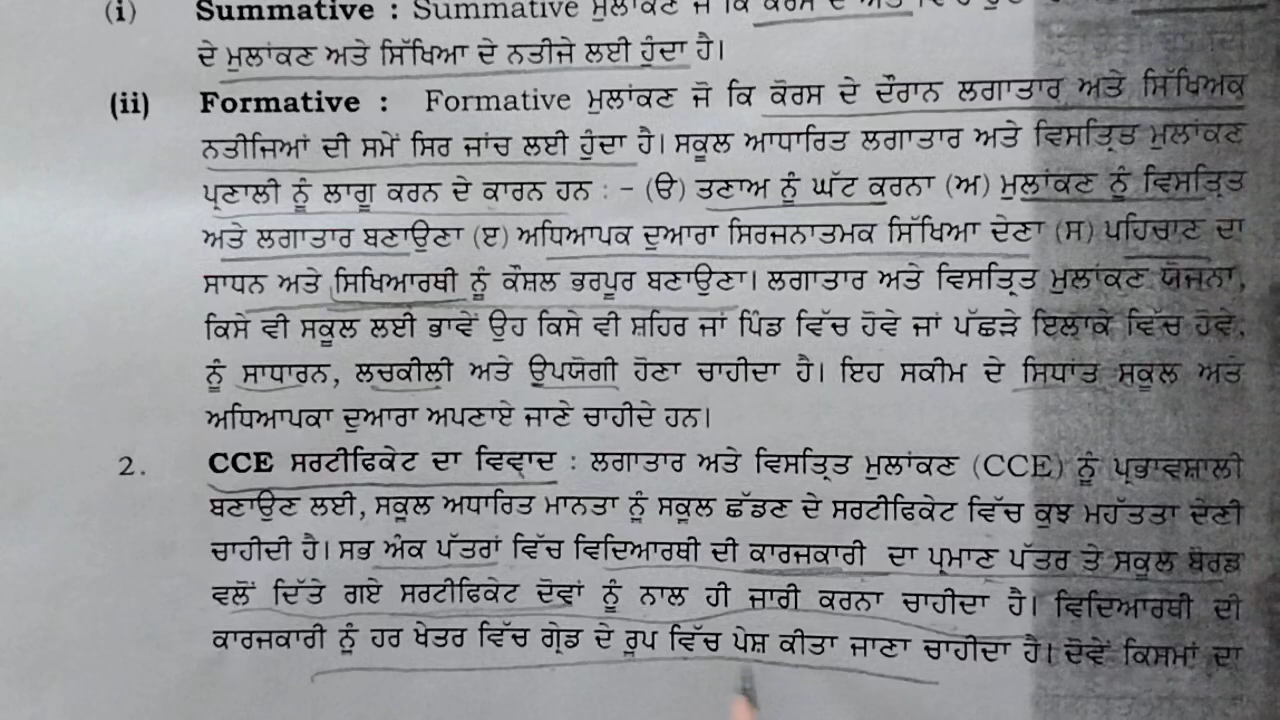 (i) Summative : Summative ਮੁਲਾਂਕਣ ਜੋ ਕਿ ਕੋਰਸ ਦੇ ਅੰਤ ਵਿੱਚ
ਦੇ ਮੁਲਾਂਕਣ ਅਤੇ ਸਿੱਖਿਆ ਦੇ ਨਤੀਜੇ ਲਈ ਹੁੰਦਾ ਹੈ।
(ii) Formative : Formative ਮੁਲਾਂਕਣ ਜੋ ਕਿ ਕੋਰਸ ਦੇ ਦੌਰਾਨ ਲਗਾਤਾਰ ਅਤੇ ਸਿੱਖਿਅਕ
ਨਤੀਜਿਆਂ ਦੀ ਸਮੇਂ ਸਿਰ ਜਾਂਚ ਲਈ ਹੁੰਦਾ ਹੈ। ਸਕੂਲ ਆਧਾਰਿਤ ਲਗਾਤਾਰ ਅਤੇ ਵਿਸਤ੍ਰਿਤ ਮੁਲਾਂਕਣ
ਪ੍ਰਣਾਲੀ ਨੂੰ ਲਾਗੂ ਕਰਨ ਦੇ ਕਾਰਨ ਹਨ : – (ੳ) ਤਣਾਅ ਨੂੰ ਘੱਟ ਕਰਨਾ (ਅ) ਮੁਲਾਂਕਣ ਨੂੰ ਵਿਸਤ੍ਰਿਤ
ਅਤੇ ਲਗਾਤਾਰ ਬਣਾਉਣਾ (ੲ) ਅਧਿਆਪਕ ਦੁਆਰਾ ਸਿਰਜਨਾਤਮਕ ਸਿੱਖਿਆ ਦੇਣਾ (ਸ) ਪਹਿਚਾਣ ਦਾ
ਸਾਧਨ ਅਤੇ ਸਿਖਿਆਰਥੀ ਨੂੰ ਕੌਸ਼ਲ ਭਰਪੂਰ ਬਣਾਉਣਾ। ਲਗਾਤਾਰ ਅਤੇ ਵਿਸਤ੍ਰਿਤ ਮੁਲਾਂਕਣ ਯੋਜਨਾ,
ਕਿਸੇ ਵੀ ਸਕੂਲ ਲਈ ਭਾਵੇਂ ਉਹ ਕਿਸੇ ਵੀ ਸ਼ਹਿਰ ਜਾਂ ਪਿੰਡ ਵਿੱਚ ਹੋਵੇ ਜਾਂ ਪੱਛੜੇ ਇਲਾਕੇ ਵਿੱਚ ਹੋਵੇ,
ਨੂੰ ਸਾਧਾਰਨ, ਲਚਕੀਲੀ ਅਤੇ ਉਪਯੋਗੀ ਹੋਣਾ ਚਾਹੀਦਾ ਹੈ। ਇਹ ਸਕੀਮ ਦੇ ਸਿਧਾਂਤ ਸਕੂਲ ਅਤੇ
ਅਧਿਆਪਕਾ ਦੁਆਰਾ ਅਪਣਾਏ ਜਾਣੇ ਚਾਹੀਦੇ ਹਨ।
2. CCE ਸਰਟੀਫਿਕੇਟ ਦਾ ਵਿਵ੍ਰਾਦ : ਲਗਾਤਾਰ ਅਤੇ ਵਿਸਤ੍ਰਿਤ ਮੁਲਾਂਕਣ (CCE) ਨੂੰ ਪ੍ਰਭਾਵਸ਼ਾਲੀ
ਬਣਾਉਣ ਲਈ, ਸਕੂਲ ਅਧਾਰਿਤ ਮਾਨਤਾ ਨੂੰ ਸਕੂਲ ਛੱਡਣ ਦੇ ਸਰਟੀਫਿਕੇਟ ਵਿੱਚ ਕੁਝ ਮਹੱਤਤਾ ਦੇਣੀ
ਚਾਹੀਦੀ ਹੈ। ਸਭ ਅੰਕ ਪੱਤਰਾਂ ਵਿੱਚ ਵਿਦਿਆਰਥੀ ਦੀ ਕਾਰਜਕਾਰੀ ਦਾ ਪ੍ਰਮਾਣ ਪੱਤਰ ਤੇ ਸਕੂਲ ਬੋਰਡ
ਵਲੋਂ ਦਿੱਤੇ ਗਏ ਸਰਟੀਫਿਕੇਟ ਦੋਵ੍ਹਾਂ ਨੂੰ ਨਾਲ ਹੀ ਜਾਰੀ ਕਰਨਾ ਚਾਹੀਦਾ ਹੈ। ਵਿਦਿਆਰਥੀ ਦੀ
ਕਾਰਜਕਾਰੀ ਨੂੰ ਹਰ ਖੇਤਰ ਵਿੱਚ ਗ੍ਰੇਡ ਦੇ ਰੂਪ ਵਿੱਚ ਪੇਸ਼ ਕੀਤਾ ਜਾਣਾ ਚਾਹੀਦਾ ਹੈ। ਦੋਵੇਂ ਕਿਸਮਾਂ ਦਾ